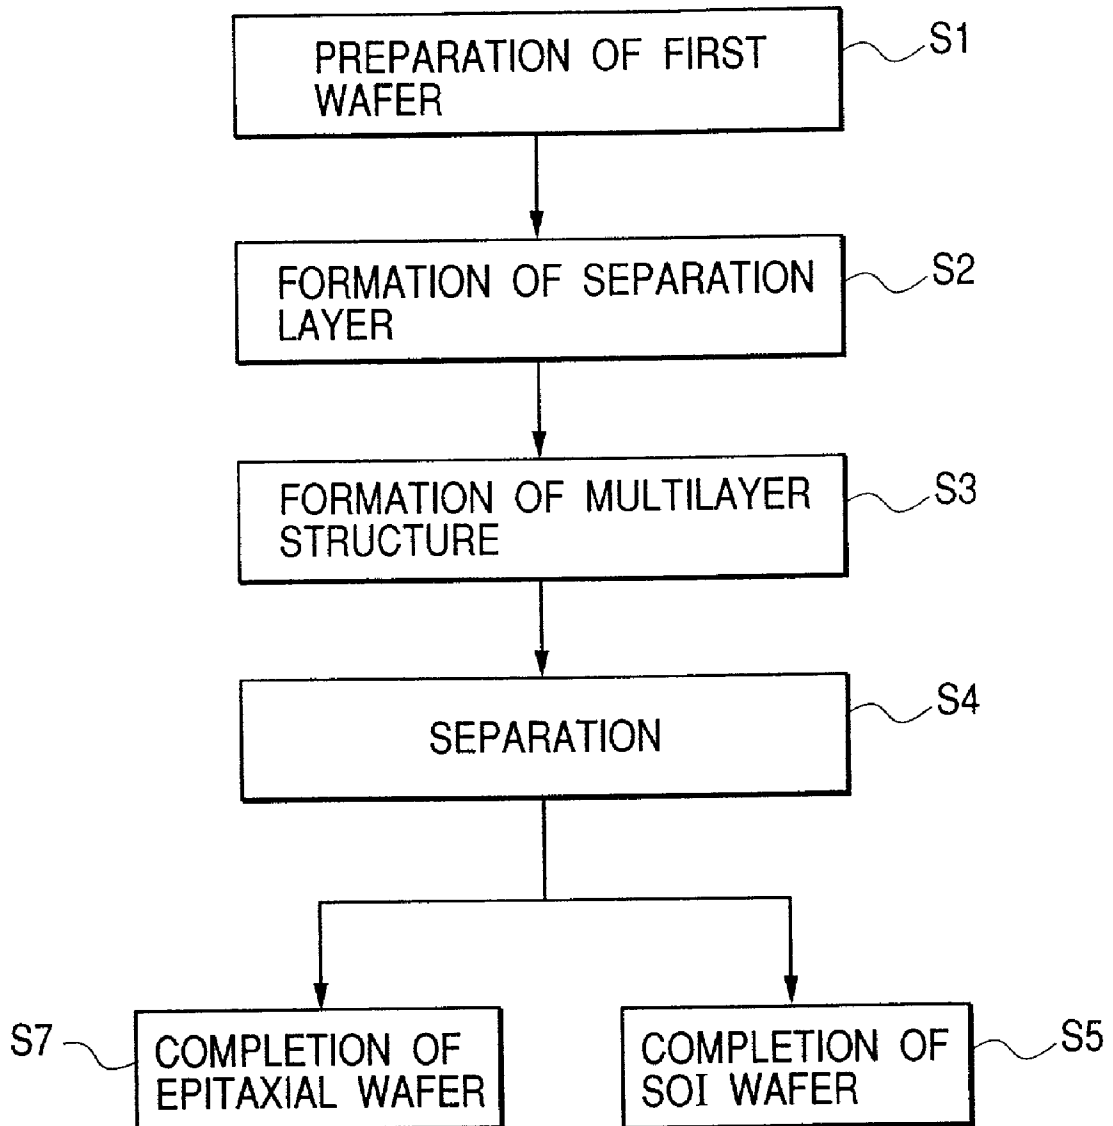 PREPARATION OF FIRST
WAFER
S1
FORMATION OF SEPARATION
LAYER
S2
FORMATION OF MULTILAYER
STRUCTURE
S3
SEPARATION
S4
S7
COMPLETION OF
EPITAXIAL WAFER
COMPLETION OF
SOI WAFER
S5